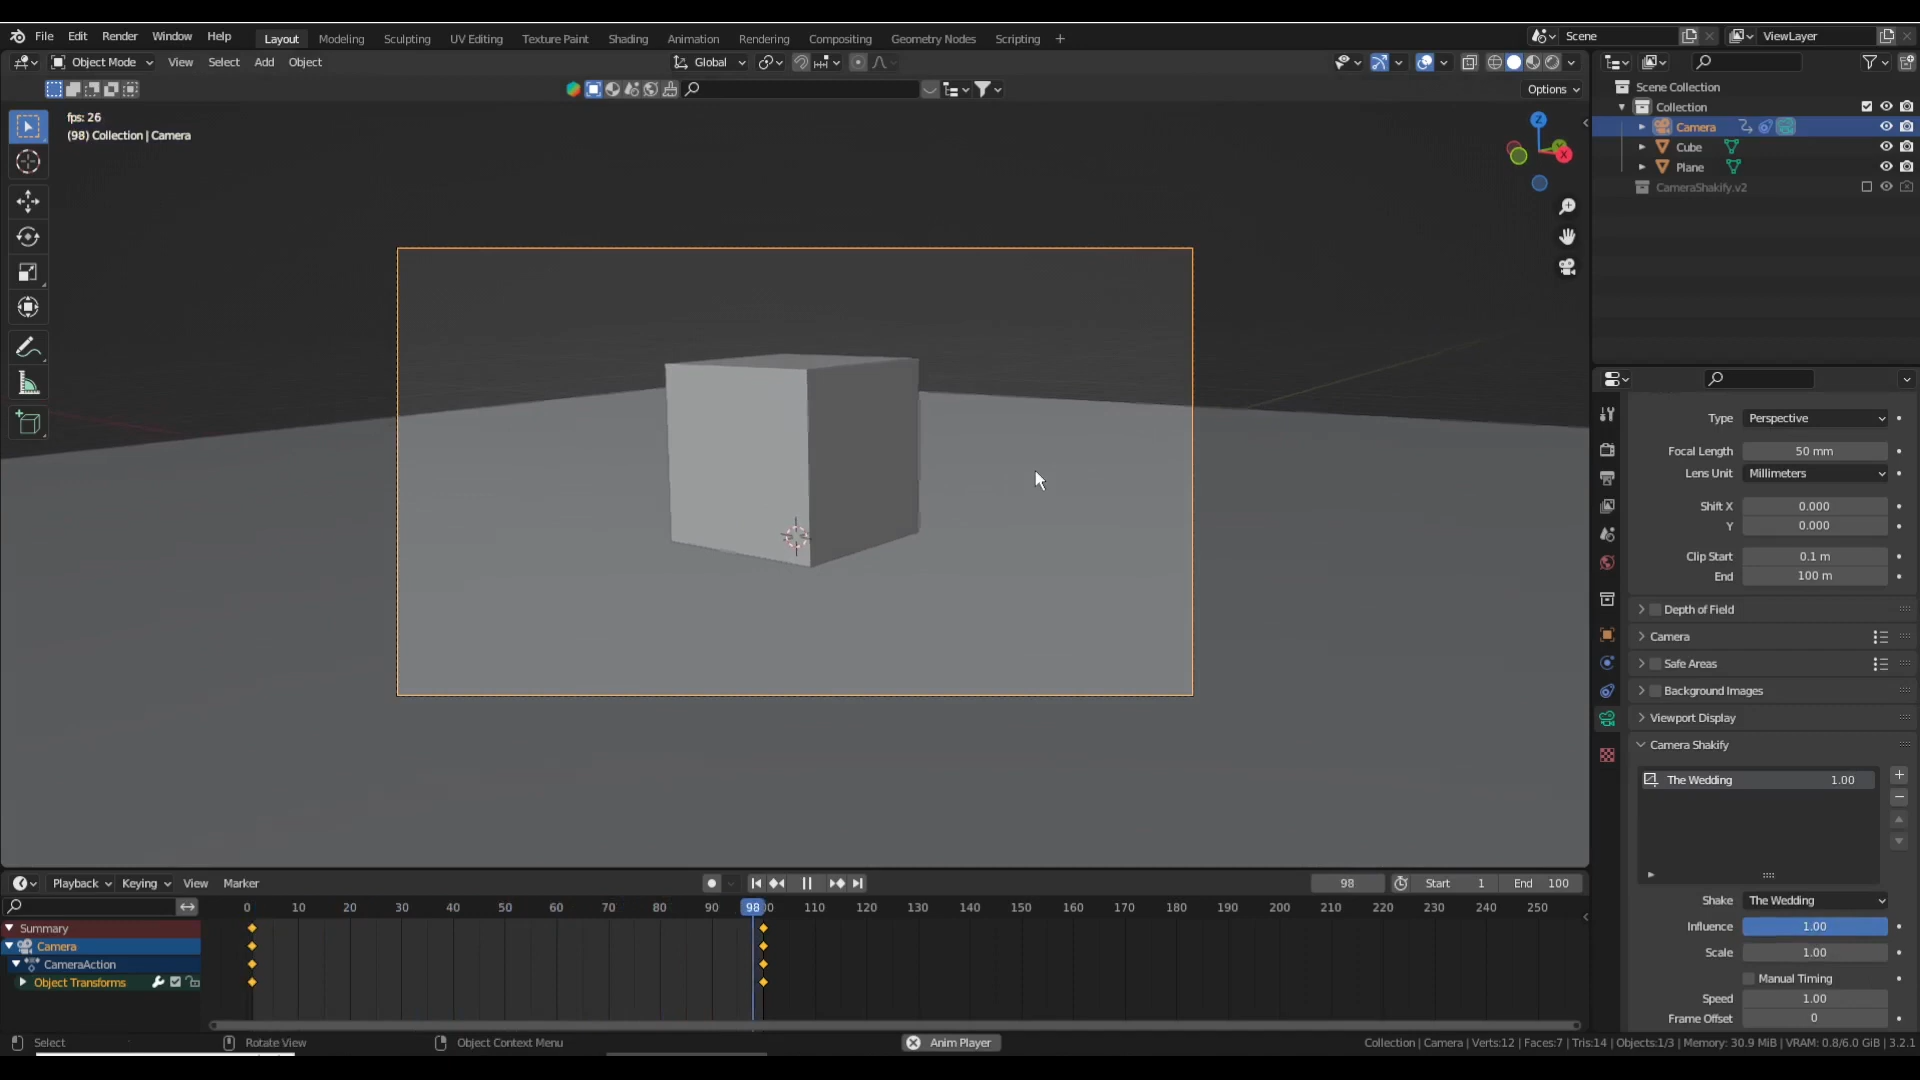 File Edit Render Window Help Layout Modeling Sculpting UV Editing Texture Paint Shading Animation Rendering Compositing Geometry Nodes Scripting + Scene ViewLayer
Object Mode View Select Add Object Global
Options
fps: 26
(98) Collection | Camera
Z
Y
X
Scene Collection
Collection
Camera
Cube
Plane
CameraShakify.v2
Type Perspective
Focal Length 50 mm
Lens Unit Millimeters
Shift X 0.000
Y 0.000
Clip Start 0.1 m
End 100 m
Depth of Field
Camera
Safe Areas
Background Images
Viewport Display
Camera Shakify
The Wedding 1.00
Shake The Wedding
Influence 1.00
Scale 1.00
Manual Timing
Speed 1.00
Frame Offset 0
Playback Keying View Marker 98 Start 1 End 100
0 10 20 30 40 50 60 70 80 90 98 110 120 130 140 150 160 170 180 190 200 210 220 230 240 250
Summary
Camera
CameraAction
Object Transforms
Select Rotate View Object Context Menu Anim Player Collection | Camera | Verts:12 | Faces:7 | Tris:14 | Objects:1/3 | Memory: 30.9 MiB | VRAM: 0.8/6.0 GiB | 3.2.1